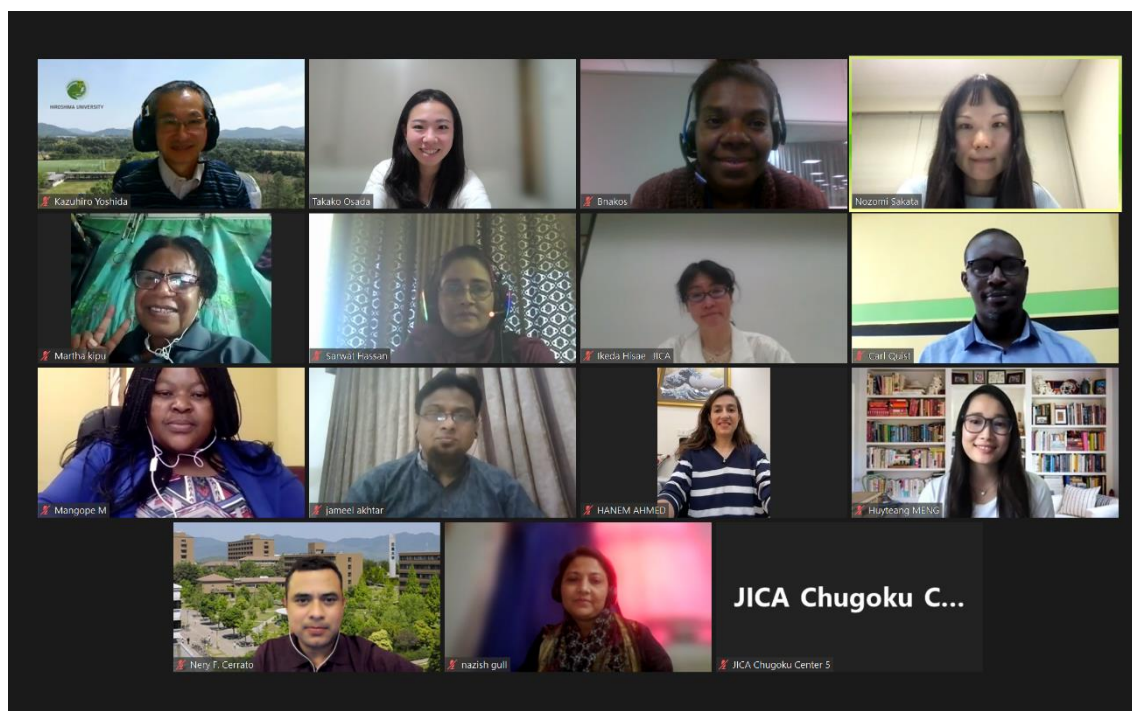 HIROSHIMA UNIVERSITY
Kazuhiro Yoshida
Takako Osada
Bnakos
Nozomi Sakata
Martha kipu
Sarwat Hassan
Ikeda Hisae JICA
Carl Quist
Mangope M
jameel akhtar
HANEM AHMED
Huyteang MENG
Nery F. Cerrato
nazish gull
JICA Chugoku C...
JICA Chugoku Center 5